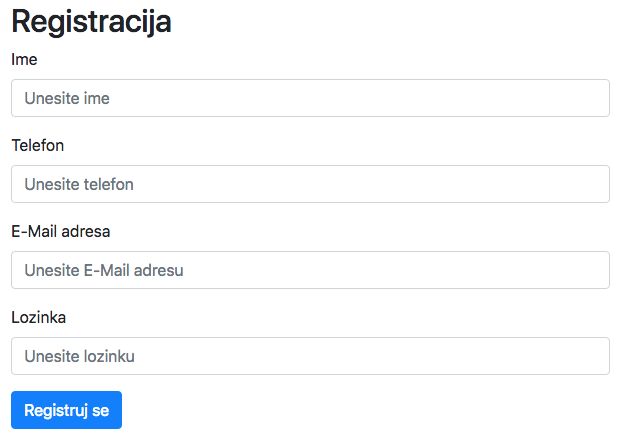 Registracija
Ime
Unesite ime
Telefon
Unesite telefon
E-Mail adresa
Unesite E-Mail adresu
Lozinka
Unesite lozinku
Registruj se